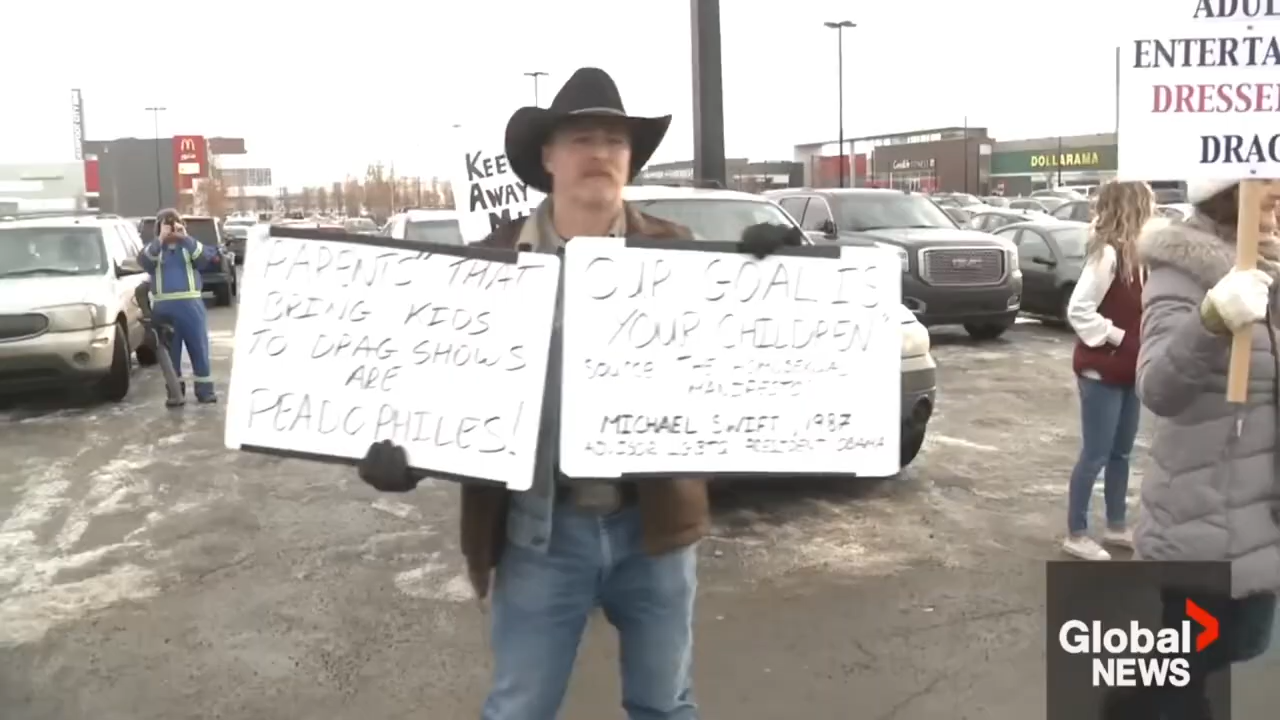 KEE
AWAY
"PARENTS" THAT
BRING KIDS
TO DRAG SHOWS
ARE
PEADOPHILES!
OUR GOAL IS
YOUR CHILDREN"
SOURCE "THE HOMOSEXUAL
MANIFESTO"
MICHAEL SWIFT, 1987
ADVISOR LGBTQ PRESIDENT OBAMA
ADUL
ENTERTA
DRESSE
DRAG
DOLLARAMA
GMC
Global
NEWS